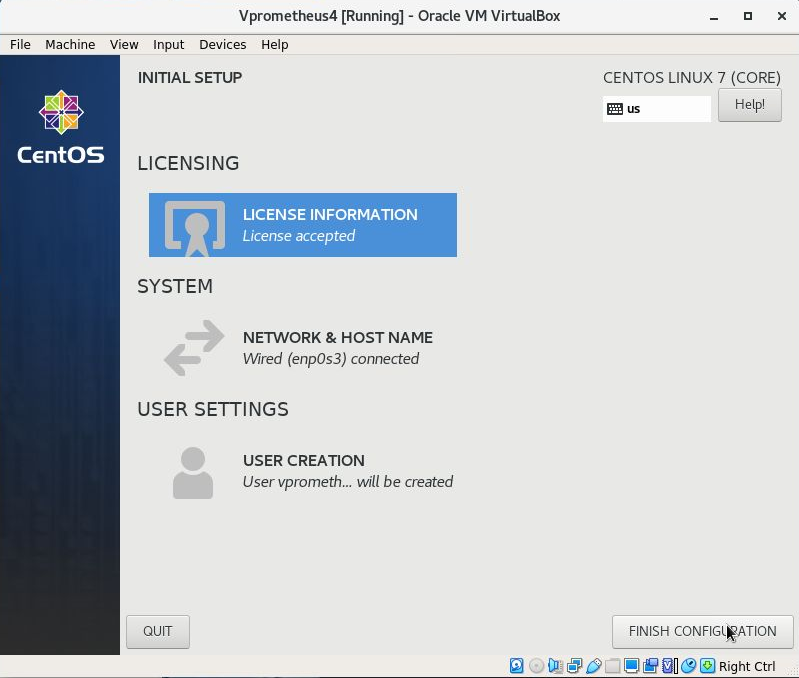 Vprometheus4 [Running] - Oracle VM VirtualBox
File Machine View Input Devices Help
CentOS
INITIAL SETUP
CENTOS LINUX 7 (CORE)
us
Help!
LICENSING
LICENSE INFORMATION
License accepted
SYSTEM
NETWORK & HOST NAME
Wired (enp0s3) connected
USER SETTINGS
USER CREATION
User vprometh... will be created
QUIT
FINISH CONFIGURATION
Right Ctrl